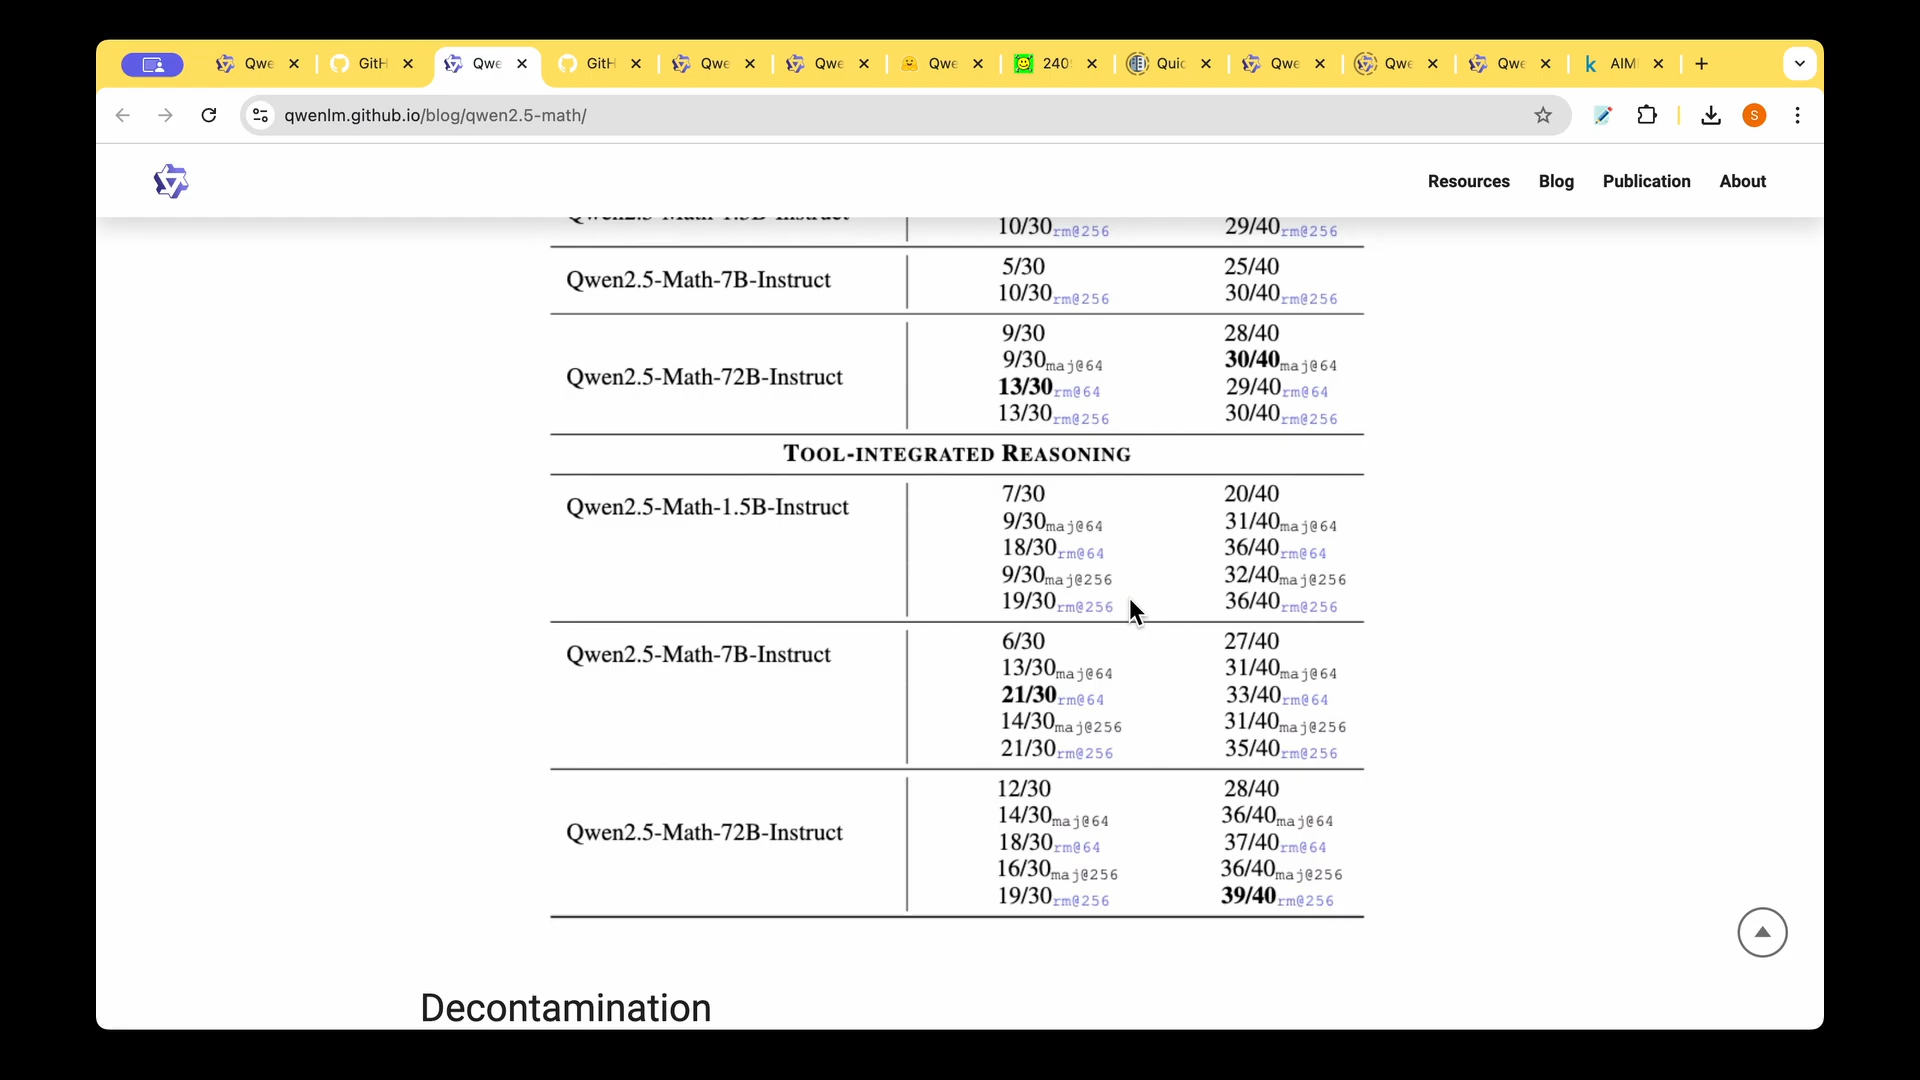 Qwe GitH Qwe GitH Qwe Qwe Qwe 240 Quic Qwe Qwe Qwe k AIM
qwenlm.github.io/blog/qwen2.5-math/
S
Resources Blog Publication About
Qwen2.5-Math-1.5B-Instruct
10/30rm@256 29/40rm@256
5/30 25/40
Qwen2.5-Math-7B-Instruct
10/30rm@256 30/40rm@256
9/30 28/40
9/30maj@64 30/40maj@64
Qwen2.5-Math-72B-Instruct
13/30rm@64 29/40rm@64
13/30rm@256 30/40rm@256
TOOL-INTEGRATED REASONING
7/30 20/40
Qwen2.5-Math-1.5B-Instruct
9/30maj@64 31/40maj@64
18/30rm@64 36/40rm@64
9/30maj@256 32/40maj@256
19/30rm@256 36/40rm@256
6/30 27/40
Qwen2.5-Math-7B-Instruct
13/30maj@64 31/40maj@64
21/30rm@64 33/40rm@64
14/30maj@256 31/40maj@256
21/30rm@256 35/40rm@256
12/30 28/40
14/30maj@64 36/40maj@64
Qwen2.5-Math-72B-Instruct
18/30rm@64 37/40rm@64
16/30maj@256 36/40maj@256
19/30rm@256 39/40rm@256
Decontamination